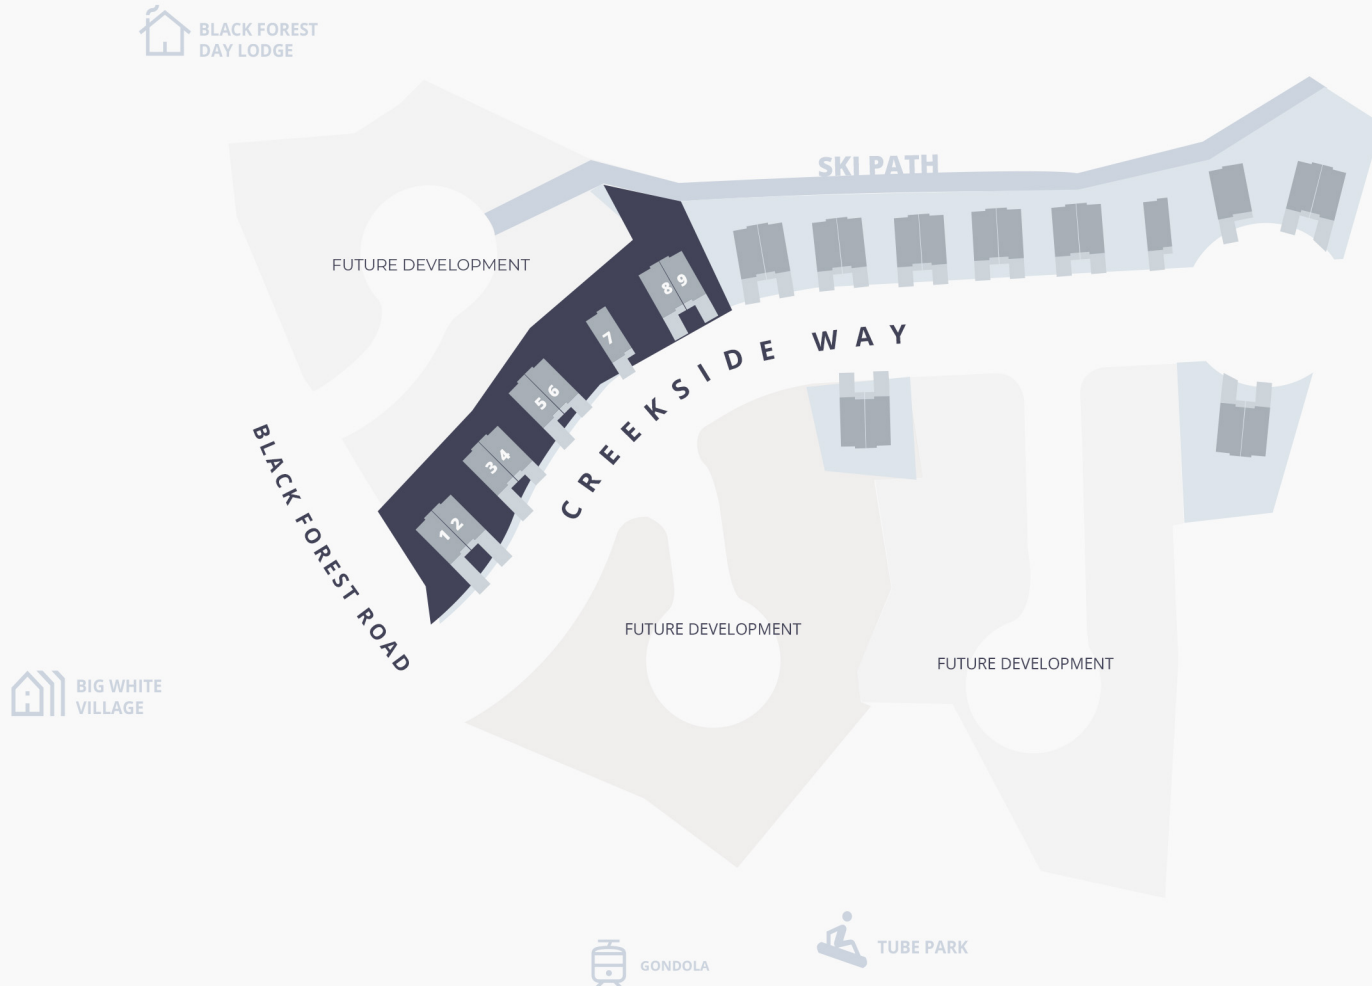 BLACK FOREST
DAY LODGE
SKI PATH
FUTURE DEVELOPMENT
8 9
7
5 6
3 4
1 2
CREEKSIDE WAY
BLACK FOREST ROAD
FUTURE DEVELOPMENT
FUTURE DEVELOPMENT
BIG WHITE
VILLAGE
TUBE PARK
GONDOLA